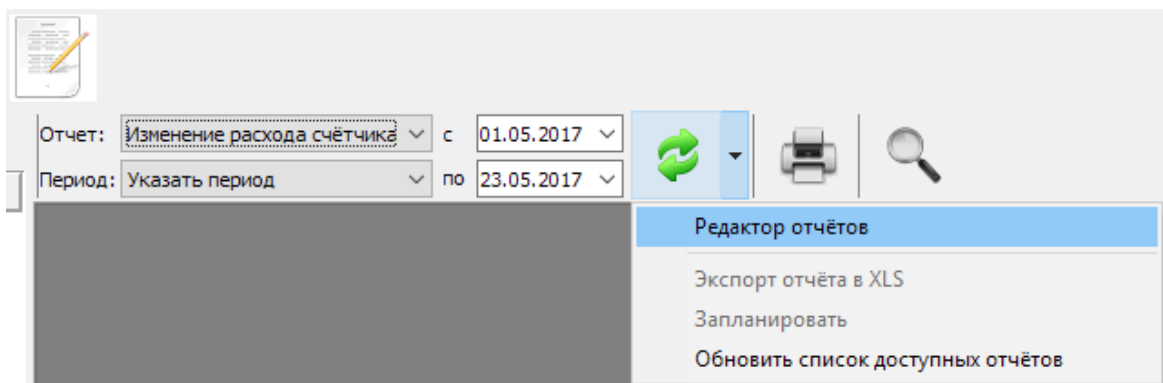 Отчет: Изменение расхода счётчика с 01.05.2017
Период: Указать период по 23.05.2017
Редактор отчётов
Экспорт отчёта в XLS
Запланировать
Обновить список доступных отчётов